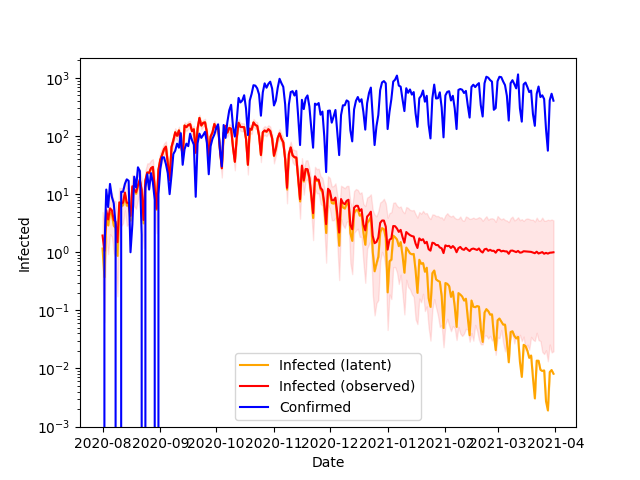 10³
10²
10¹
10⁰
10⁻¹
10⁻²
10⁻³
Infected
Infected (latent)
Infected (observed)
Confirmed
2020-08 2020-09 2020-10 2020-11 2020-12 2021-01 2021-02 2021-03 2021-04
Date